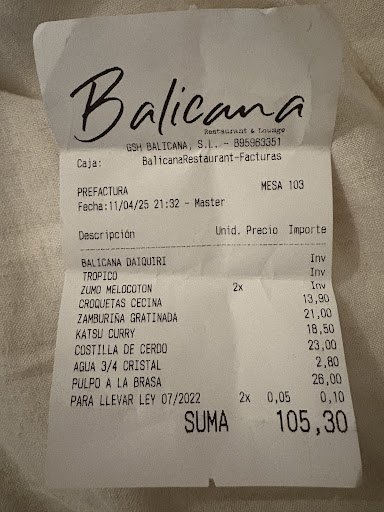 Balicana
Restaurant & Lounge
GSH BALICANA, S.L. - B95963351
Caja: BalicanaRestaurant-Facturas
PREFACTURA MESA 103
Fecha:11/04/25 21:32 - Master
Descripción Unid. Precio Importe
BALICANA DAIQUIRI Inv
TROPICO Inv
ZUMO MELOCOTON 2x Inv
CROQUETAS CECINA 13,90
ZAMBURIÑA GRATINADA 21,00
KATSU CURRY 18,50
COSTILLA DE CERDO 23,00
AGUA 3/4 CRISTAL 2,80
PULPO A LA BRASA 26,00
PARA LLEVAR LEY 07/2022 2x 0,05 0,10
SUMA 105,30